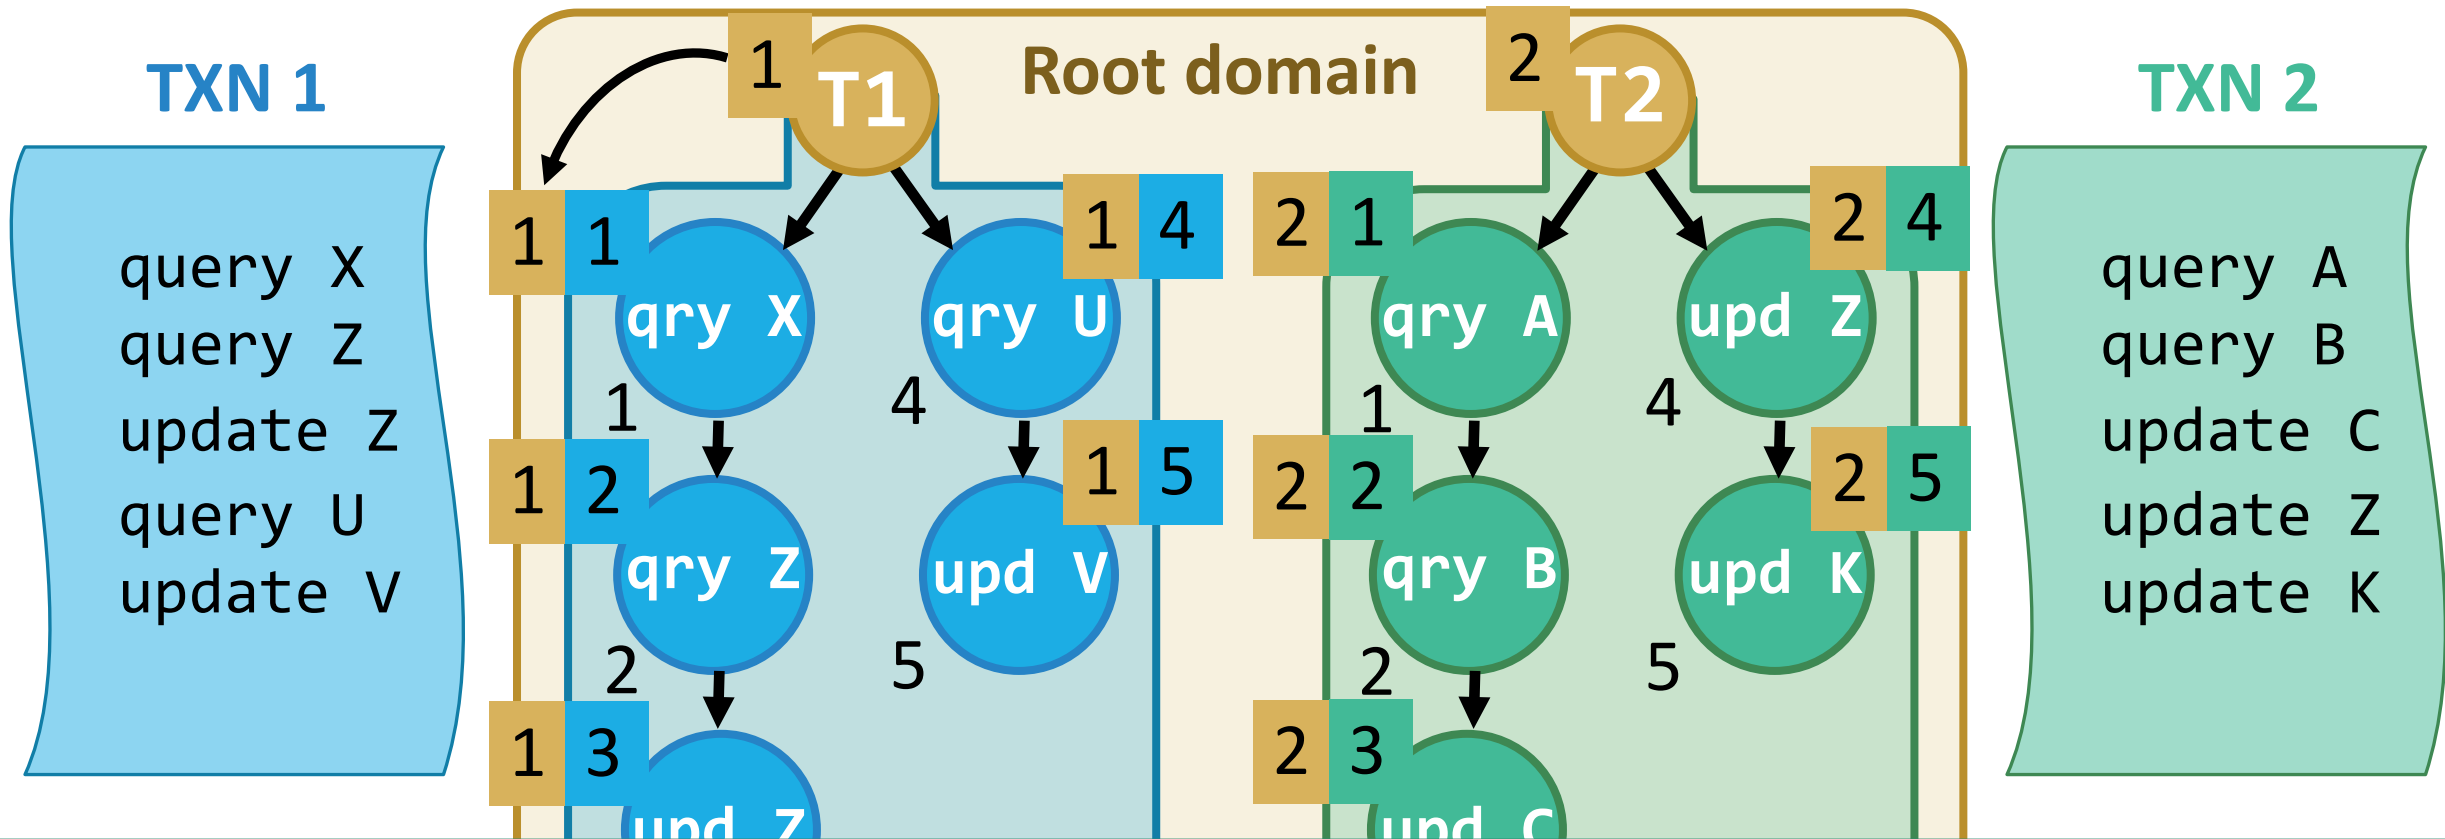 TXN 1
query X
query Z
update Z
query U
update V
Root domain
1
T1
2
T2
1 1
qry X
1
1 4
qry U
4
1 2
qry Z
2
1 5
upd V
5
1 3
upd Z
2 1
qry A
1
2 4
upd Z
4
2 2
qry B
2
2 5
upd K
5
2 3
upd C
TXN 2
query A
query B
update C
update Z
update K